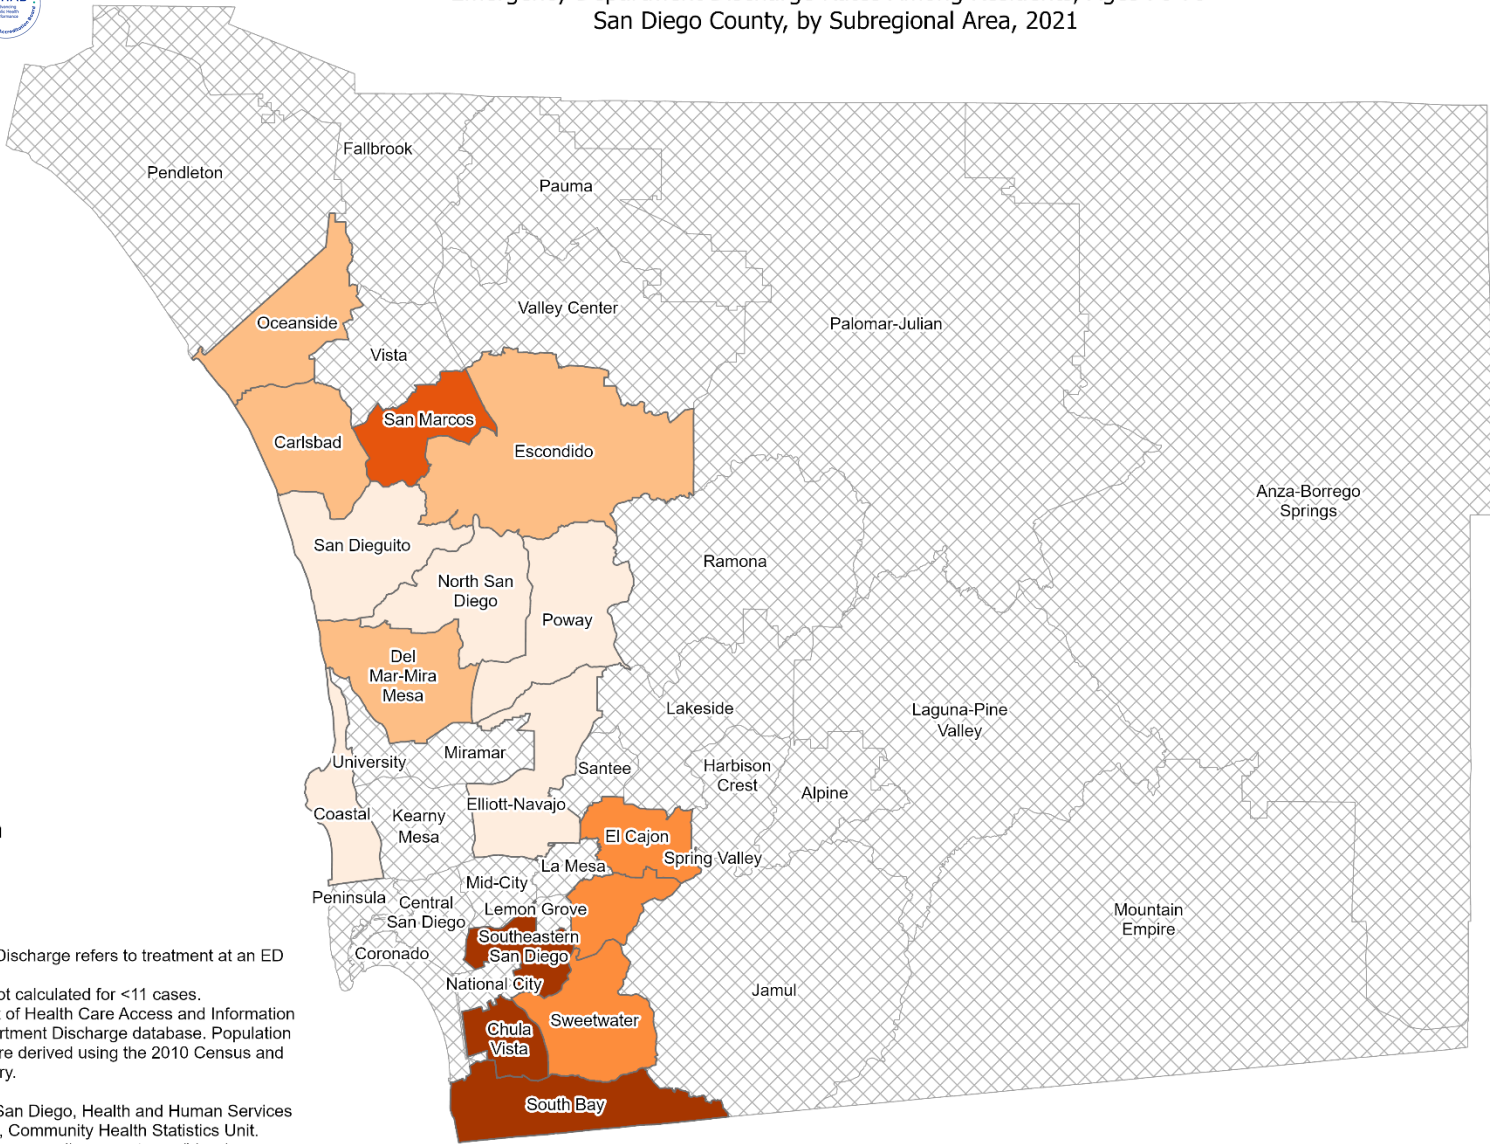 San Diego County, by Subregional Area, 2021
Fallbrook
Pendleton
Pauma
Valley Center
Oceanside
Palomar-Julian
Vista
San Marcos
Carlsbad
Escondido
Anza-Borrego
Springs
San Dieguito
Ramona
North San
Diego
Poway
Del
Mar-Mira
Mesa
Lakeside
Laguna-Pine
Valley
Miramar
University
Santee
Harbison
Crest
Alpine
Elliott-Navajo
Coastal
Kearny
Mesa
El Cajon
Spring Valley
La Mesa
Mid-City
Peninsula
Central
San Diego
Lemon Grove
Mountain
Empire
Southeastern
San Diego
Coronado
National City
Jamul
Sweetwater
Chula
Vista
South Bay
Discharge refers to treatment at an ED
ot calculated for <11 cases.
t of Health Care Access and Information
artment Discharge database. Population
re derived using the 2010 Census and
ry.
San Diego, Health and Human Services
, Community Health Statistics Unit.